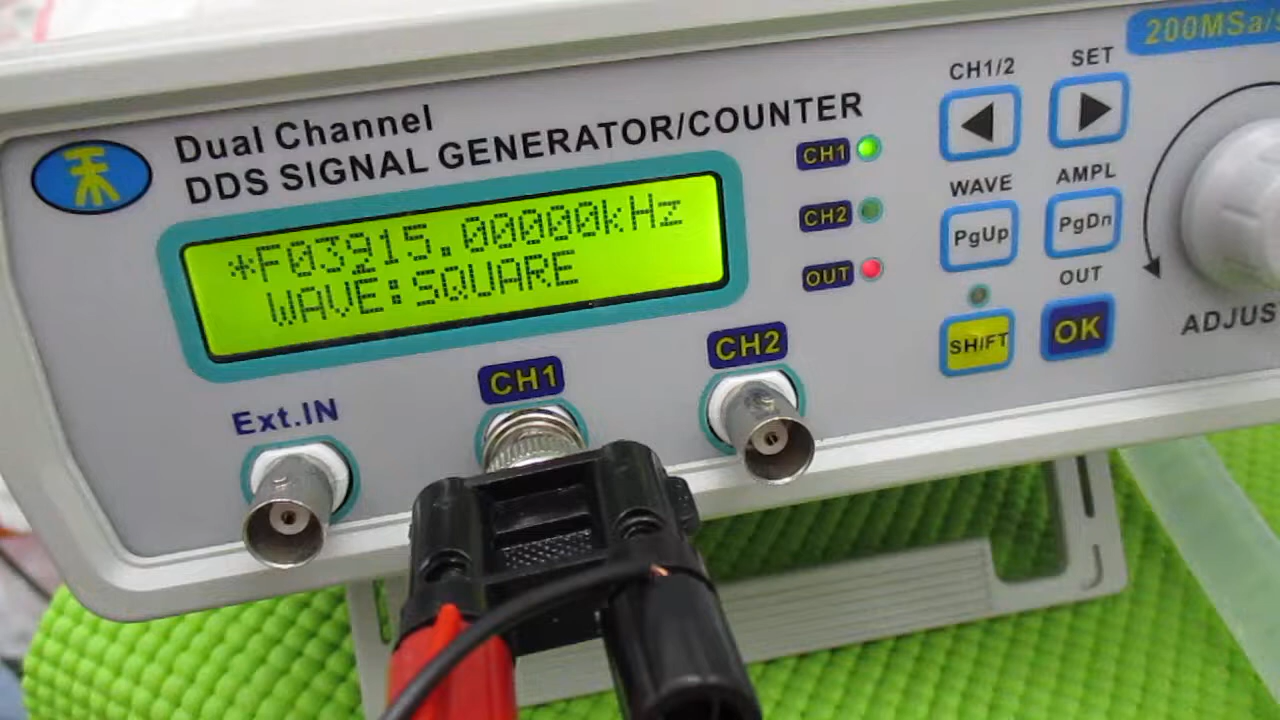 200MSa/s
Dual Channel
DDS SIGNAL GENERATOR/COUNTER
*F03915.00000kHz
WAVE:SQUARE
CH1
CH2
OUT
CH1/2
SET
WAVE
AMPL
PgUp
PgDn
OUT
SHIFT
OK
ADJUS
Ext.IN
CH1
CH2